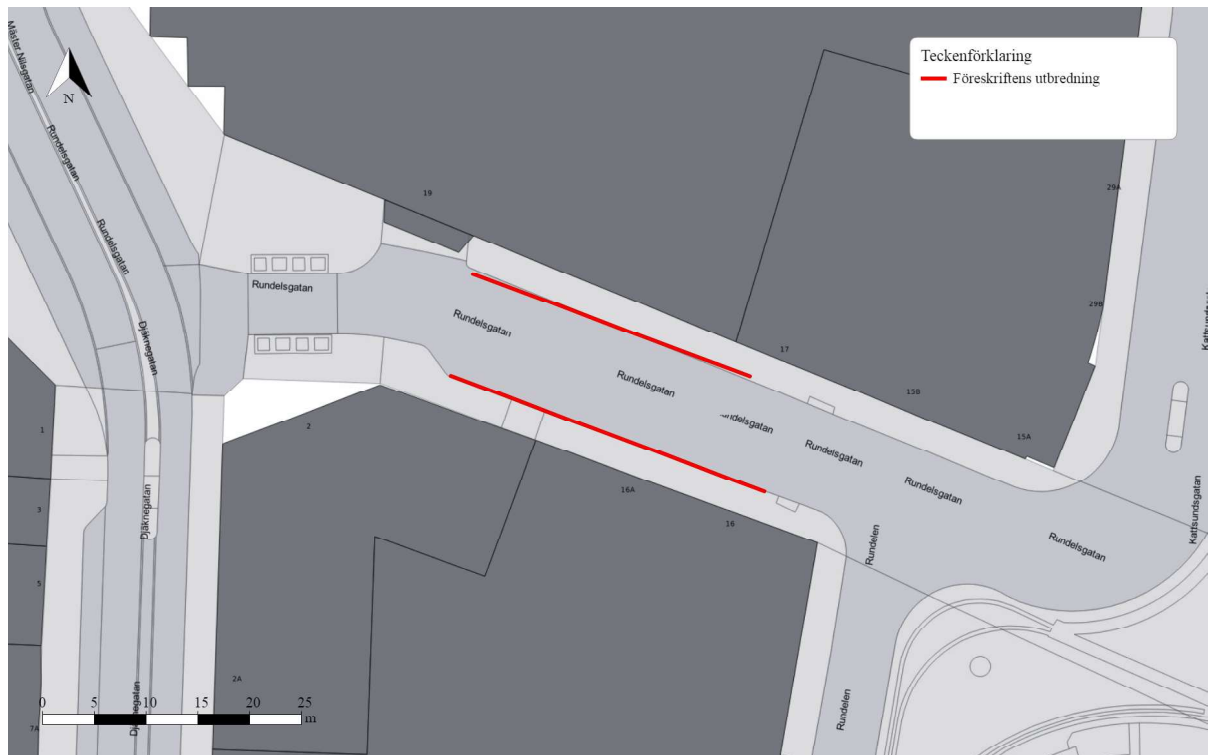 Teckenförklaring
Föreskriftens utbredning
N
Mäster Nilsgatan
Rundelsgatan
Rundelsgatan
Djäknegatan
Rundelsgatan
19
Rundelsgatan
Rundelsgatan
17
29A
29B
Kattsundsgatan
13B
15A
Rundelsgatan
Rundelsgatan
Rundelsgatan
Rundelen
Kattsundsgatan
Rundelen
2
16A
16
1
3
5
7A
Djäknegatan
Djäknegatan
2A
0 5 10 15 20 25
m